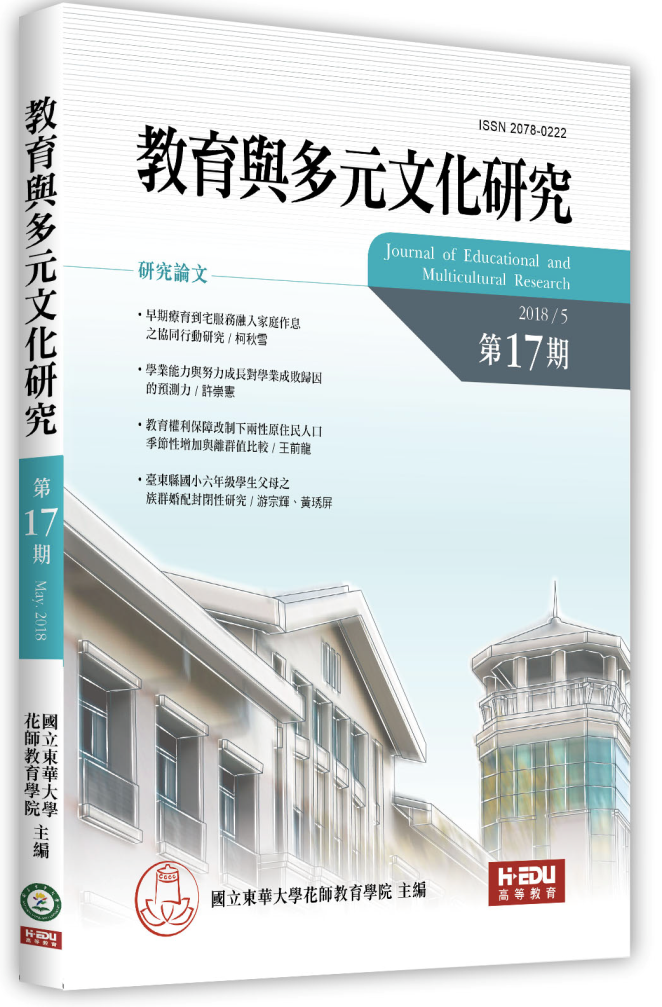 ISSN 2078-0222
教育與多元文化研究
Journal of Educational and
Multicultural Research
2018 / 5
第17期
研究論文
・早期療育到宅服務融入家庭作息
之協同行動研究 / 柯秋雪
・學業能力與努力成長對學業成敗歸因
的預測力 / 許崇憲
・教育權利保障改制下兩性原住民人口
季節性增加與離群值比較 / 王前龍
・臺東縣國小六年級學生父母之
族群婚配封閉性研究 / 游宗輝、黃琇屏
國立東華大學花師教育學院 主編
H·EDU
高等教育
教育與多元文化研究
第
17
期
May, 2018
國立東華大學
花師教育學院
主編
H·EDU
高等教育